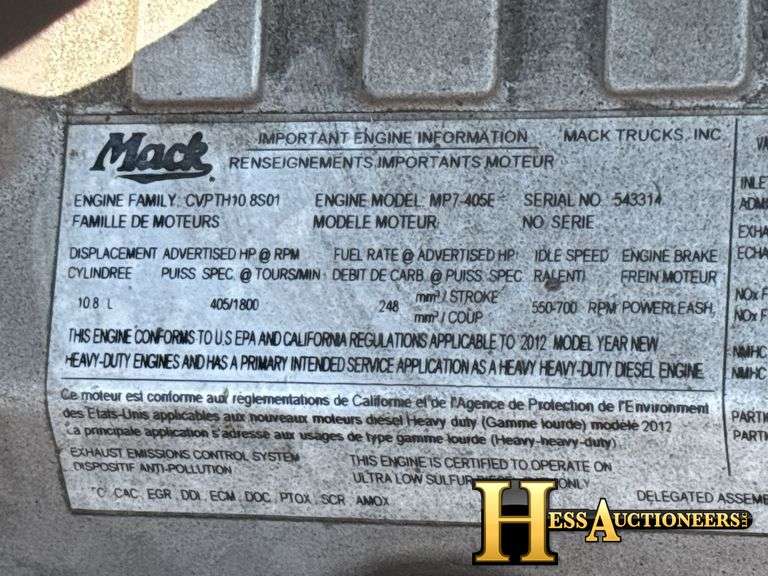 Mack IMPORTANT ENGINE INFORMATION MACK TRUCKS, INC.
RENSEIGNEMENTS IMPORTANTS MOTEUR
ENGINE FAMILY: CVPTH10.8S01 ENGINE MODEL: MP7-405E SERIAL NO. 543314
FAMILLE DE MOTEURS MODELE MOTEUR NO. SERIE
DISPLACEMENT ADVERTISED HP @ RPM FUEL RATE @ ADVERTISED HP IDLE SPEED ENGINE BRAKE
CYLINDREE PUISS SPEC. @ TOURS/MIN DEBIT DE CARB. @ PUISS SPEC RALENTI FREIN MOTEUR
10.8 L 405/1800 248 mm³ / STROKE 550-700 RPM POWERLEASH.
mm³ / COUP
THIS ENGINE CONFORMS TO U.S EPA AND CALIFORNIA REGULATIONS APPLICABLE TO 2012 MODEL YEAR NEW
HEAVY-DUTY ENGINES AND HAS A PRIMARY INTENDED SERVICE APPLICATION AS A HEAVY HEAVY-DUTY DIESEL ENGINE.
Ce moteur est conforme aux règlementations de Californie et de l'Agence de Protection de l'Environment
des Etats-Unis applicables aux nouveaux moteurs diésel Heavy duty (Gamme lourde) modèle 2012
La principale application s'adresse aux usages de type gamme lourde (Heavy-heavy-duty)
EXHAUST EMISSIONS CONTROL SYSTEM THIS ENGINE IS CERTIFIED TO OPERATE ON
DISPOSITIF ANTI-POLLUTION ULTRA LOW SULFUR ONLY
TC, CAC, EGR, DDI, ECM, DOC, PTOX, SCR, AMOX DELEGATED ASSEM
HESS AUCTIONEERS LLC